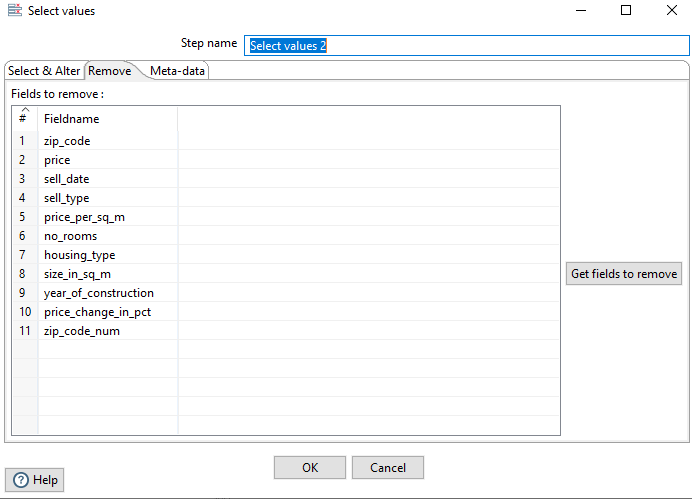 Select values
Step name Select values 2
Select & Alter Remove Meta-data
Fields to remove :
# Fieldname
1 zip_code
2 price
3 sell_date
4 sell_type
5 price_per_sq_m
6 no_rooms
7 housing_type
8 size_in_sq_m
9 year_of_construction
10 price_change_in_pct
11 zip_code_num
Get fields to remove
OK Cancel
? Help